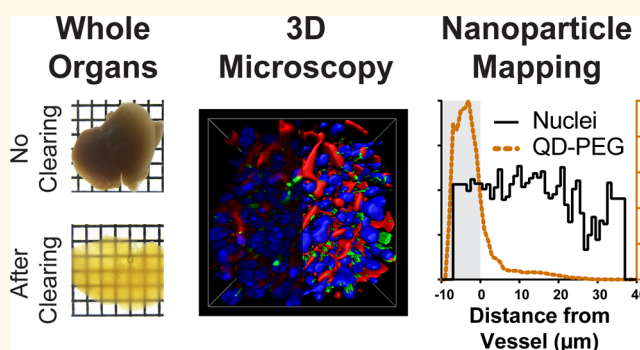 Whole
Organs
3D
Microscopy
Nanoparticle
Mapping
No
Clearing
After
Clearing
Nuclei
QD-PEG
-10 0 10 20 30 40
Distance from
Vessel (μm)